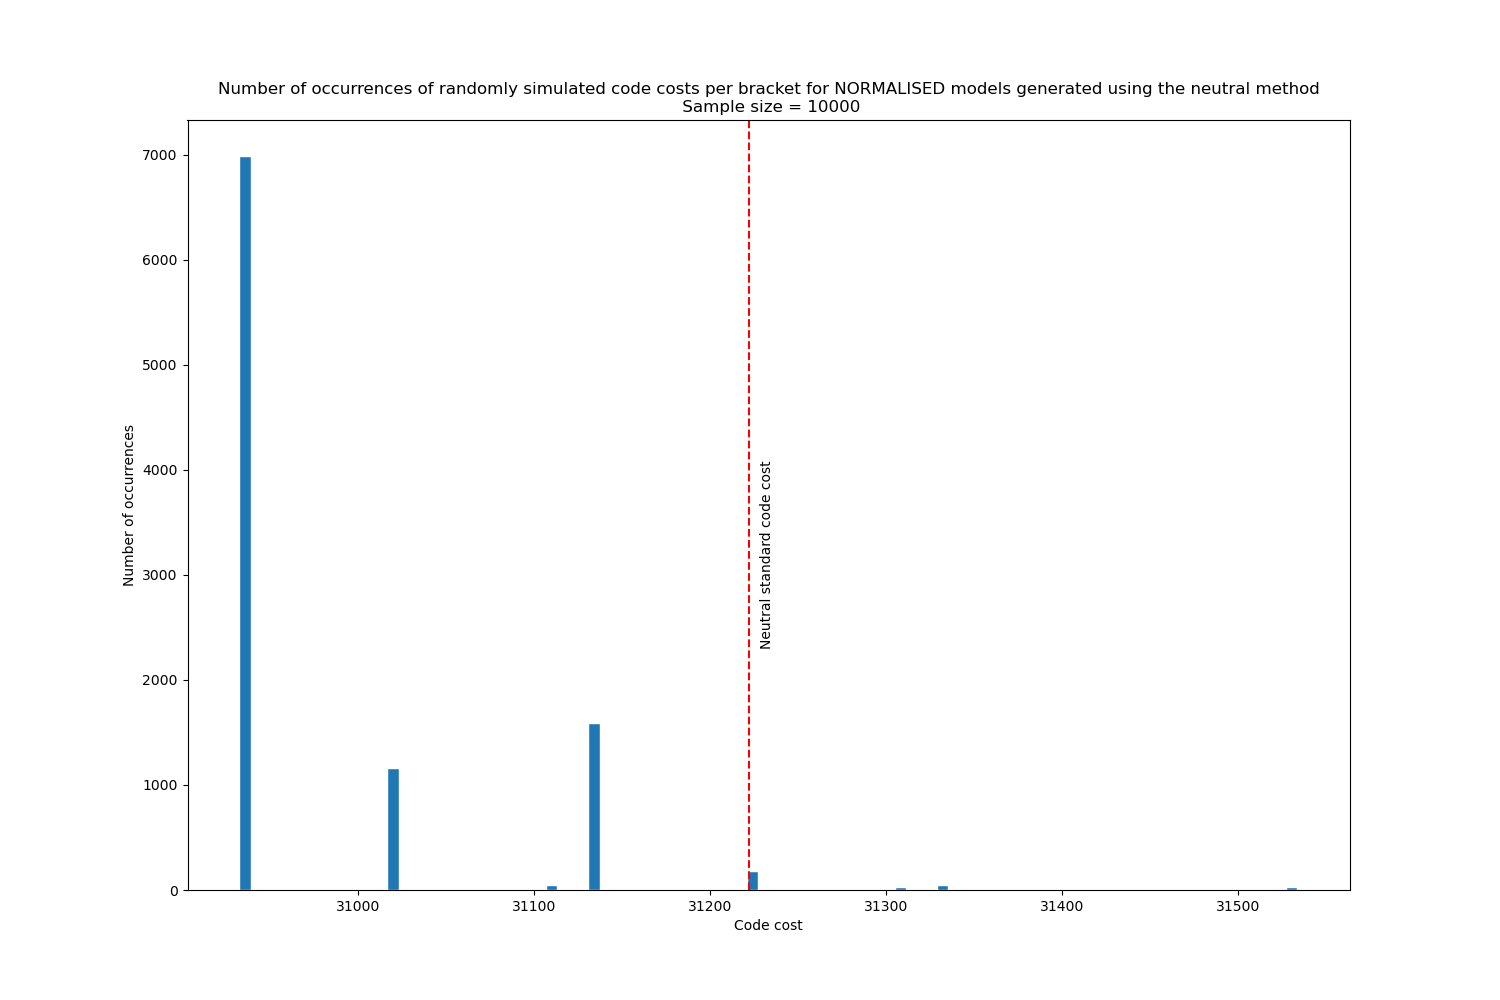 Number of occurrences of randomly simulated code costs per bracket for NORMALISED models generated using the neutral method
Sample size = 10000
7000
6000
5000
4000
3000
2000
1000
0
Number of occurrences
Neutral standard code cost
31000
31100
31200
31300
31400
31500
Code cost